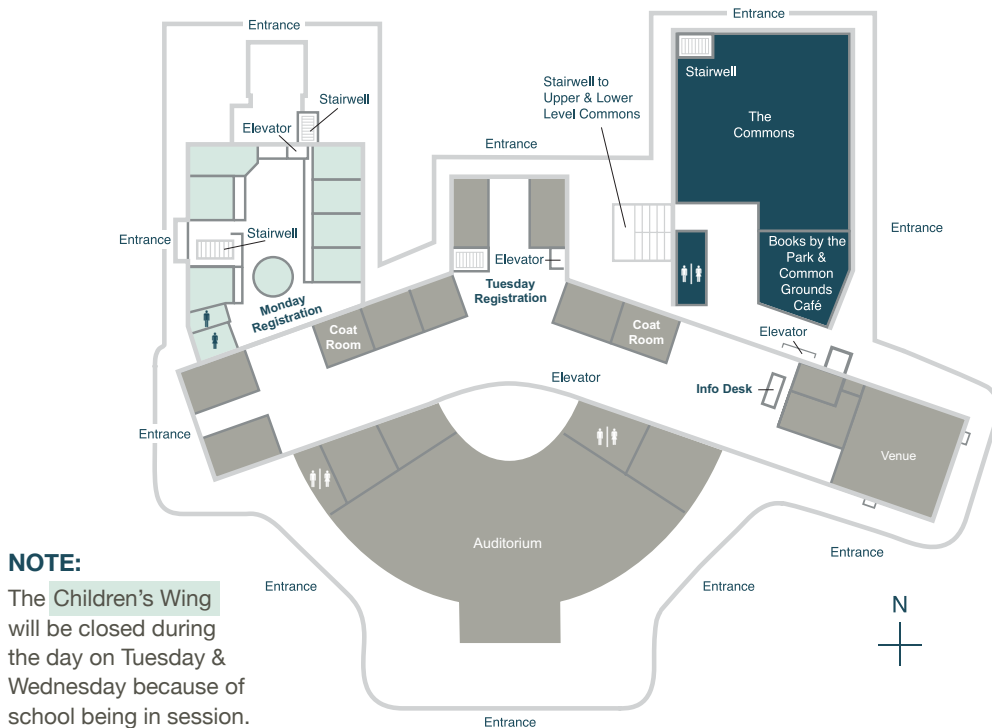 Entrance
Entrance
Stairwell
Elevator
Stairwell to
Upper & Lower
Level Commons
Stairwell
The
Commons
Entrance
Entrance
Stairwell
Entrance
Monday
Registration
Elevator
Tuesday
Registration
Books by the
Park &
Common
Grounds
Café
Coat
Room
Coat
Room
Elevator
Elevator
Info Desk
Entrance
Venue
Auditorium
Entrance
Entrance
Entrance
Entrance
NOTE:
The Children’s Wing
will be closed during
the day on Tuesday &
Wednesday because of
school being in session.
N